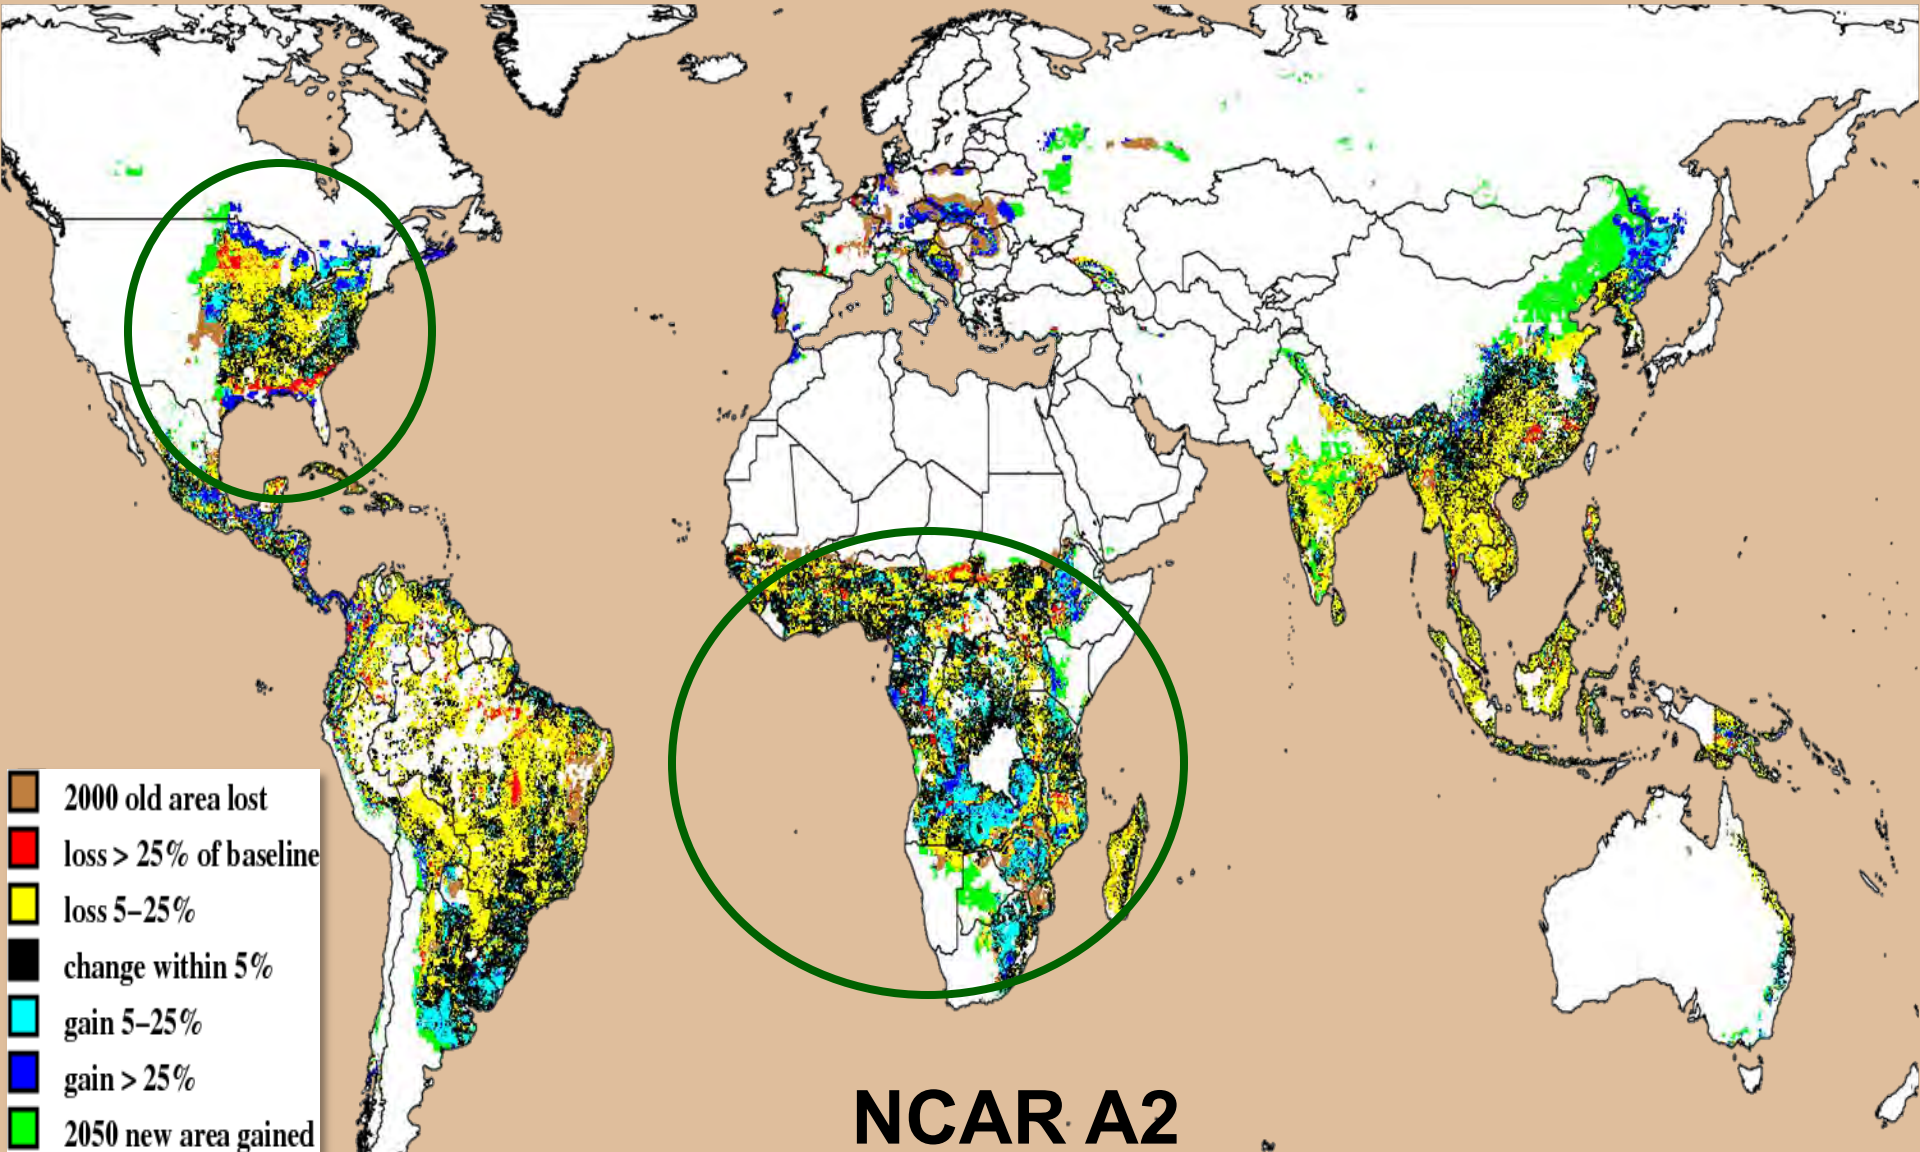 2000 old area lost
loss > 25% of baseline
loss 5–25%
change within 5%
gain 5–25%
gain > 25%
2050 new area gained
NCAR A2